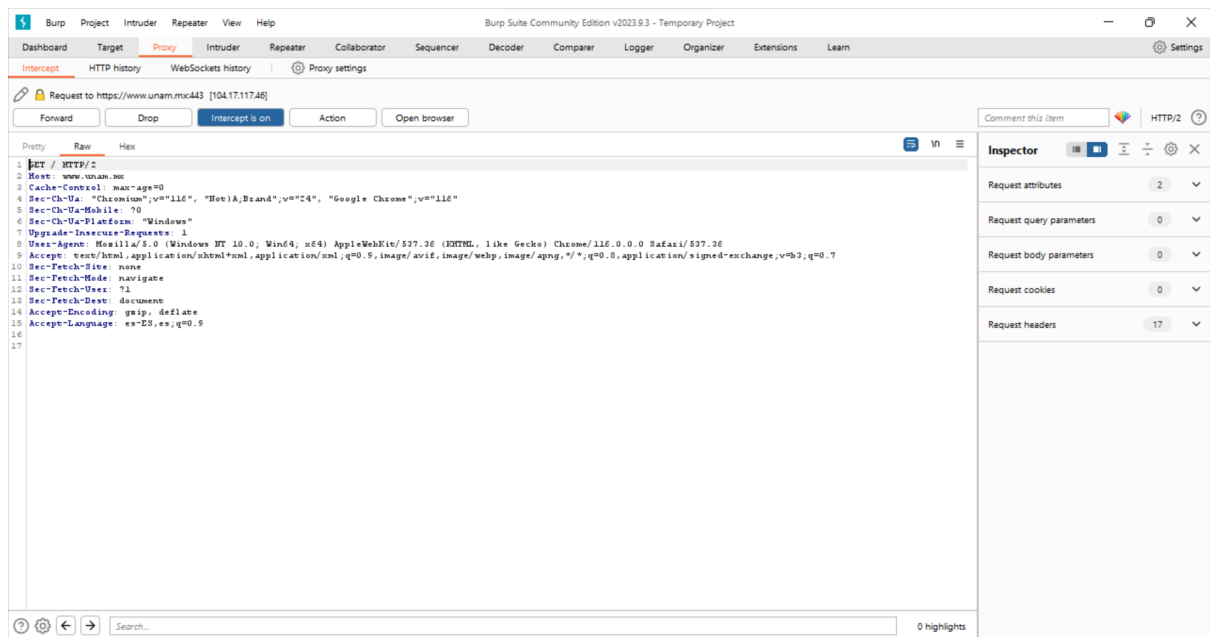 Burp Project Intruder Repeater View Help Burp Suite Community Edition v2023.9.3 - Temporary Project
Dashboard Target Proxy Intruder Repeater Collaborator Sequencer Decoder Comparer Logger Organizer Extensions Learn Settings
Intercept HTTP history WebSockets history Proxy settings
Request to https://www.unam.mx:443 [104.17.117.46]
Forward Drop Intercept is on Action Open browser Comment this item HTTP/2 ?
Pretty Raw Hex \n Inspector
1 GET / HTTP/2
2 Host: www.unam.mx
3 Cache-Control: max-age=0
4 Sec-Ch-Ua: "Chromium";v="116", "Not)A;Brand";v="24", "Google Chrome";v="116"
5 Sec-Ch-Ua-Mobile: ?0
6 Sec-Ch-Ua-Platform: "Windows"
7 Upgrade-Insecure-Requests: 1
8 User-Agent: Mozilla/5.0 (Windows NT 10.0; Win64; x64) AppleWebKit/537.36 (KHTML, like Gecko) Chrome/116.0.0.0 Safari/537.36
9 Accept: text/html,application/xhtml+xml,application/xml;q=0.9,image/avif,image/webp,image/apng,*/*;q=0.8,application/signed-exchange;v=b3;q=0.7
10 Sec-Fetch-Site: none
11 Sec-Fetch-Mode: navigate
12 Sec-Fetch-User: ?1
13 Sec-Fetch-Dest: document
14 Accept-Encoding: gzip, deflate
15 Accept-Language: es-ES,es;q=0.9
16
17
Request attributes 2
Request query parameters 0
Request body parameters 0
Request cookies 0
Request headers 17
? Search... 0 highlights